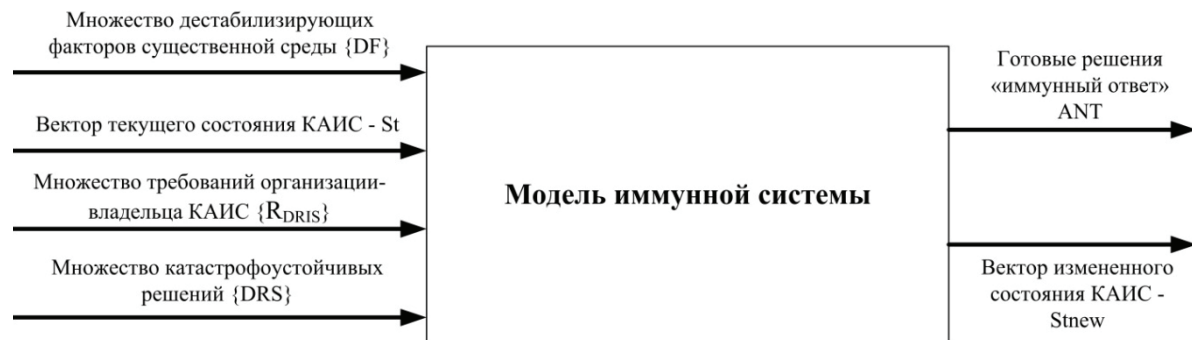 Множество дестабилизирующих
факторов существенной среды {DF}
Вектор текущего состояния КАИС - St
Множество требований организации-
владельца КАИС {R_DRIS}
Множество катастрофоустойчивых
решений {DRS}
Модель иммунной системы
Готовые решения
«иммунный ответ»
ANT
Вектор измененного
состояния КАИС -
Stnew